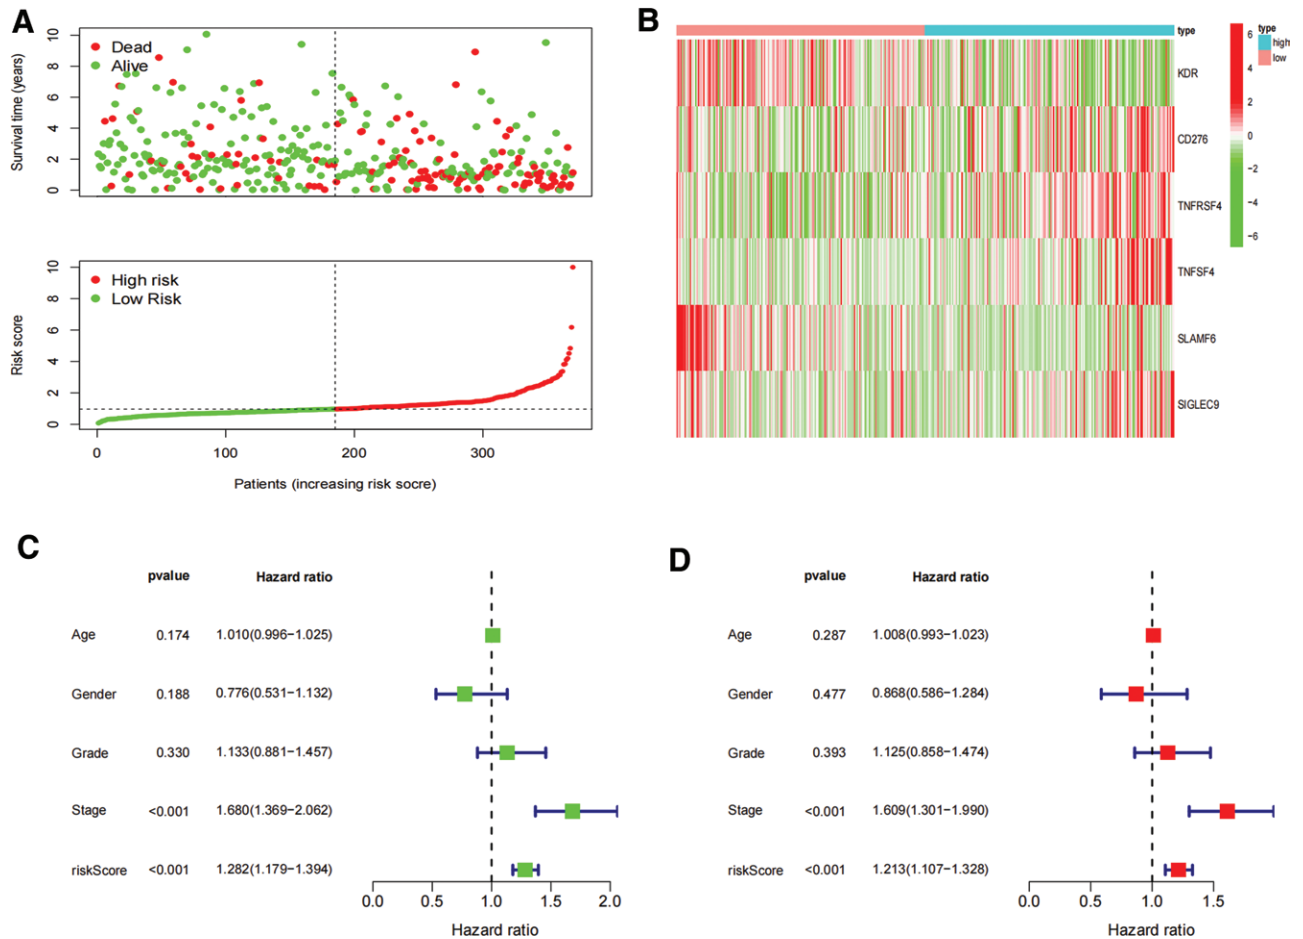 A
Survival time (years)
10
8
6
4
2
0
Dead
Alive
Risk score
10
8
6
4
2
0
High risk
Low Risk
0 100 200 300
Patients (increasing risk socre)
B
type
KDR
CD276
TNFRSF4
TNFSF4
SLAMF6
SIGLEC9
6
4
2
0
−2
−4
−6
type
high
low
C
pvalue Hazard ratio
Age 0.174 1.010(0.996−1.025)
Gender 0.188 0.776(0.531−1.132)
Grade 0.330 1.133(0.881−1.457)
Stage <0.001 1.680(1.369−2.062)
riskScore <0.001 1.282(1.179−1.394)
0.0 0.5 1.0 1.5 2.0
Hazard ratio
D
pvalue Hazard ratio
Age 0.287 1.008(0.993−1.023)
Gender 0.477 0.868(0.586−1.284)
Grade 0.393 1.125(0.858−1.474)
Stage <0.001 1.609(1.301−1.990)
riskScore <0.001 1.213(1.107−1.328)
0.0 0.5 1.0 1.5
Hazard ratio